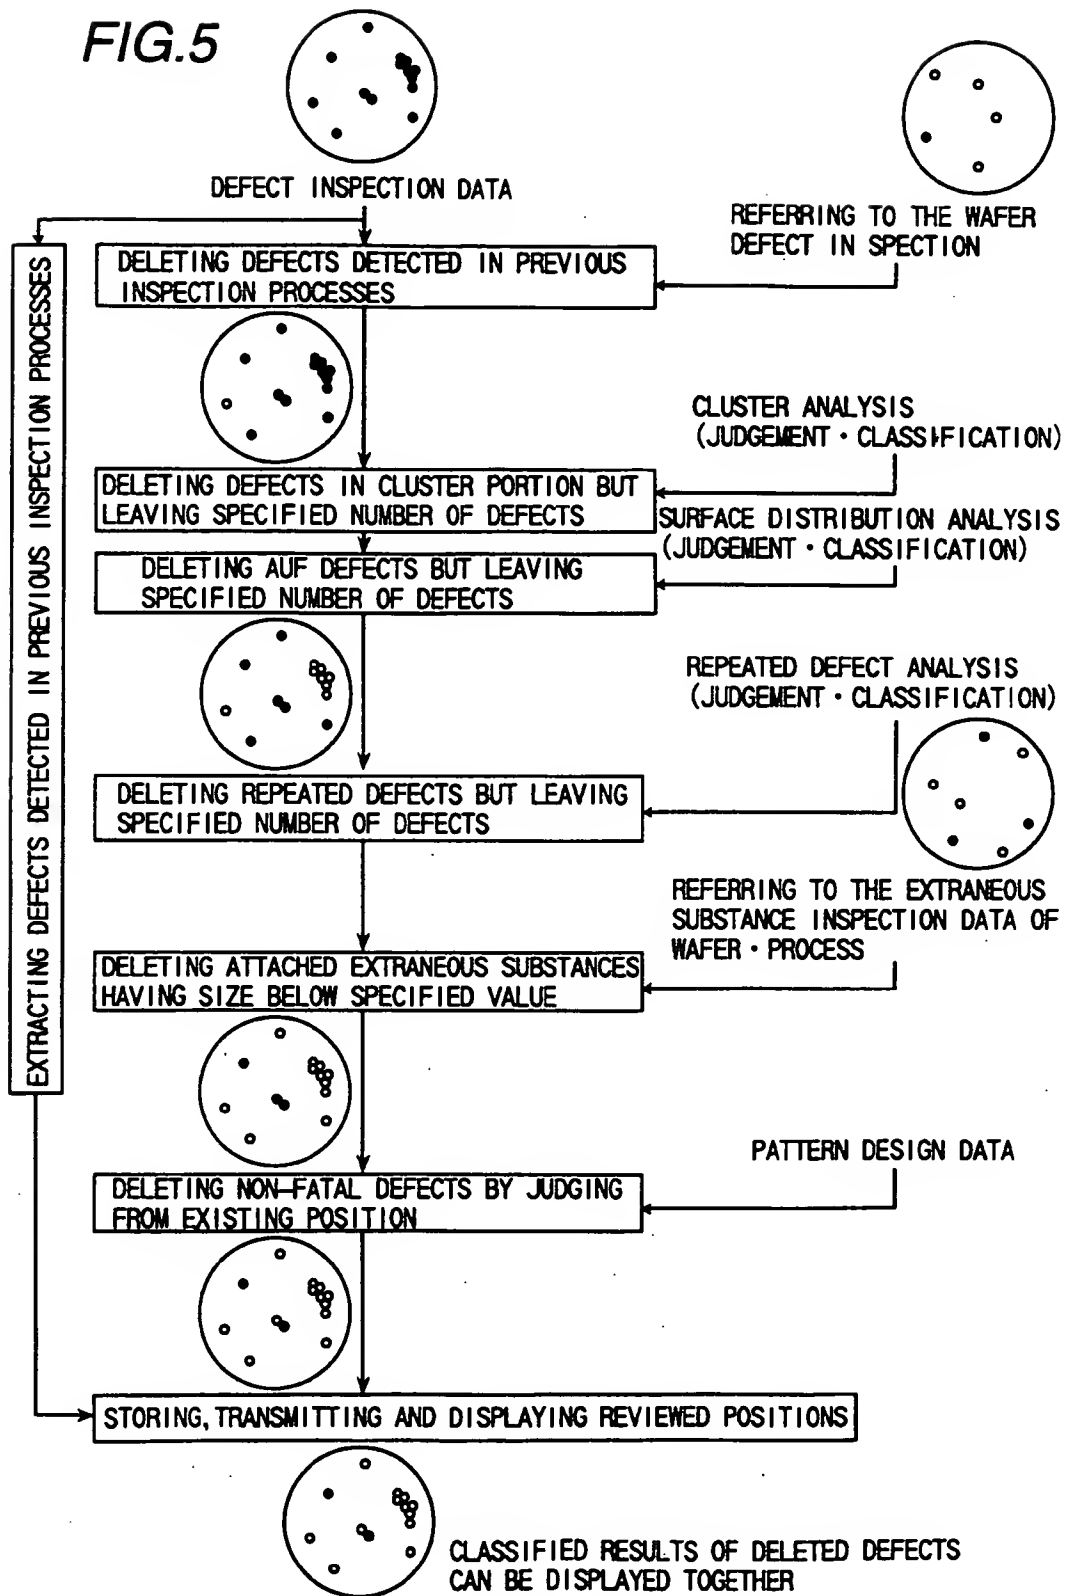 FIG.5
DEFECT INSPECTION DATA
REFERRING TO THE WAFER
DEFECT IN SPECTION
EXTRACTING DEFECTS DETECTED IN PREVIOUS INSPECTION PROCESSES
DELETING DEFECTS DETECTED IN PREVIOUS
INSPECTION PROCESSES
CLUSTER ANALYSIS
(JUDGEMENT・CLASSIFICATION)
DELETING DEFECTS IN CLUSTER PORTION BUT
LEAVING SPECIFIED NUMBER OF DEFECTS
SURFACE DISTRIBUTION ANALYSIS
(JUDGEMENT・CLASSIFICATION)
DELETING AUF DEFECTS BUT LEAVING
SPECIFIED NUMBER OF DEFECTS
REPEATED DEFECT ANALYSIS
(JUDGEMENT・CLASSIFICATION)
DELETING REPEATED DEFECTS BUT LEAVING
SPECIFIED NUMBER OF DEFECTS
REFERRING TO THE EXTRANEOUS
SUBSTANCE INSPECTION DATA OF
WAFER・PROCESS
DELETING ATTACHED EXTRANEOUS SUBSTANCES
HAVING SIZE BELOW SPECIFIED VALUE
PATTERN DESIGN DATA
DELETING NON-FATAL DEFECTS BY JUDGING
FROM EXISTING POSITION
STORING, TRANSMITTING AND DISPLAYING REVIEWED POSITIONS
CLASSIFIED RESULTS OF DELETED DEFECTS
CAN BE DISPLAYED TOGETHER